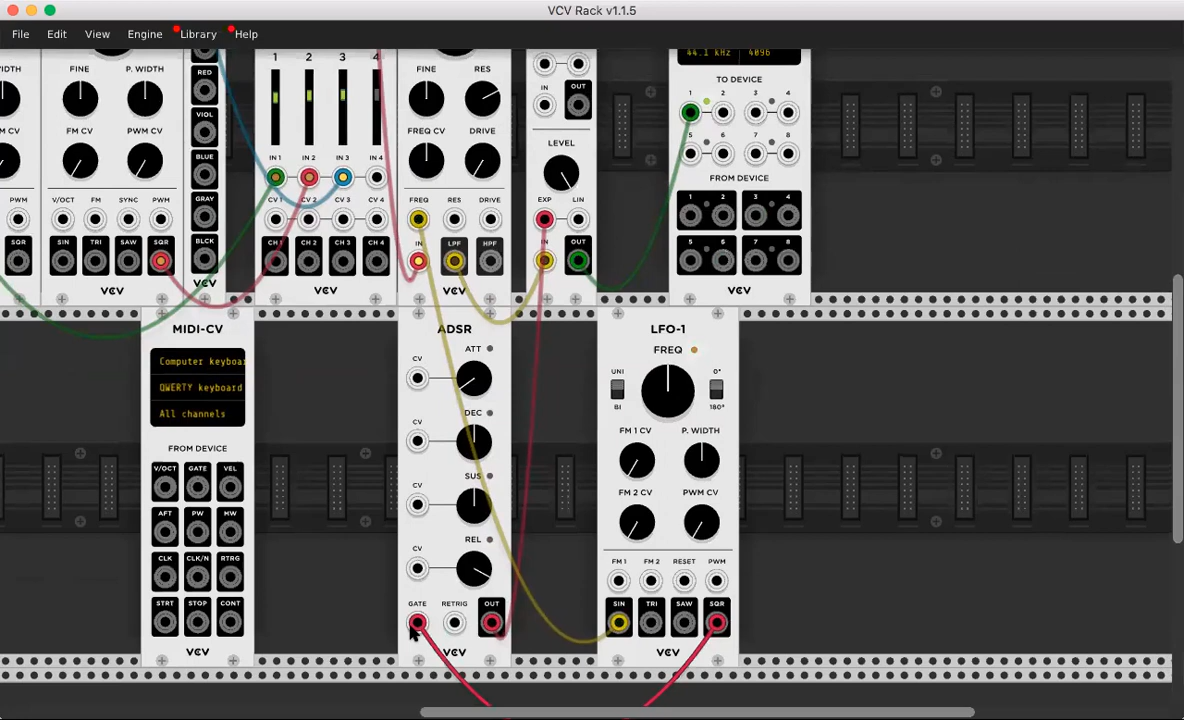 VCV Rack v1.1.5
File Edit View Engine Library Help
44.1 kHz 4096
FINE P. WIDTH
FM CV PWM CV
PWM V/OCT FM SYNC PWM
SQR SIN TRI SAW SQR
VCV
RED
VIOL
BLUE
GRAY
BLCK
VCV
1 2 3 4
IN 1 IN 2 IN 3 IN 4
CV 1 CV 2 CV 3 CV 4
CH 1 CH 2 CH 3 CH 4
VCV
FINE RES
FREQ CV DRIVE
FREQ RES DRIVE
IN LPF HPF
VCV
IN OUT
LEVEL
EXP LIN
IN OUT
VCV
TO DEVICE
1 2 3 4
5 6 7 8
FROM DEVICE
1 2 3 4
5 6 7 8
VCV
MIDI-CV
Computer keyboar
QWERTY keyboard
All channels
FROM DEVICE
V/OCT GATE VEL
AFT PW MW
CLK CLK/N RTRG
STRT STOP CONT
VCV
ADSR
ATT
CV
DEC
CV
SUS
CV
REL
CV
GATE RETRIG OUT
VCV
LFO-1
FREQ
UNI 0°
BI 180°
FM 1 CV P. WIDTH
FM 2 CV PWM CV
FM 1 FM 2 RESET PWM
SIN TRI SAW SQR
VCV